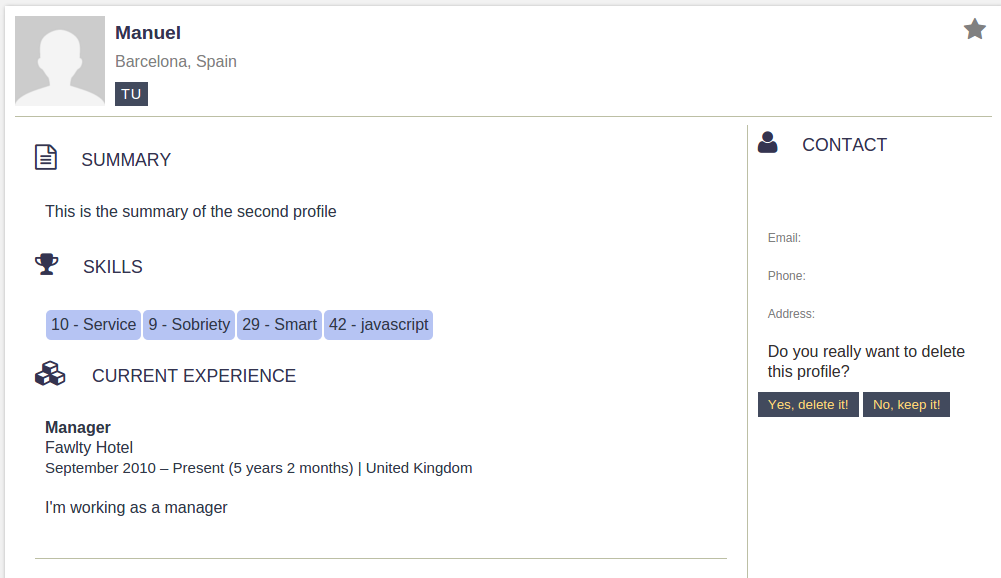 Manuel
Barcelona, Spain
TU
SUMMARY
This is the summary of the second profile
SKILLS
10 - Service 9 - Sobriety 29 - Smart 42 - javascript
CURRENT EXPERIENCE
Manager
Fawlty Hotel
September 2010 – Present (5 years 2 months) | United Kingdom
I'm working as a manager
CONTACT
Email:
Phone:
Address:
Do you really want to delete
this profile?
Yes, delete it! No, keep it!